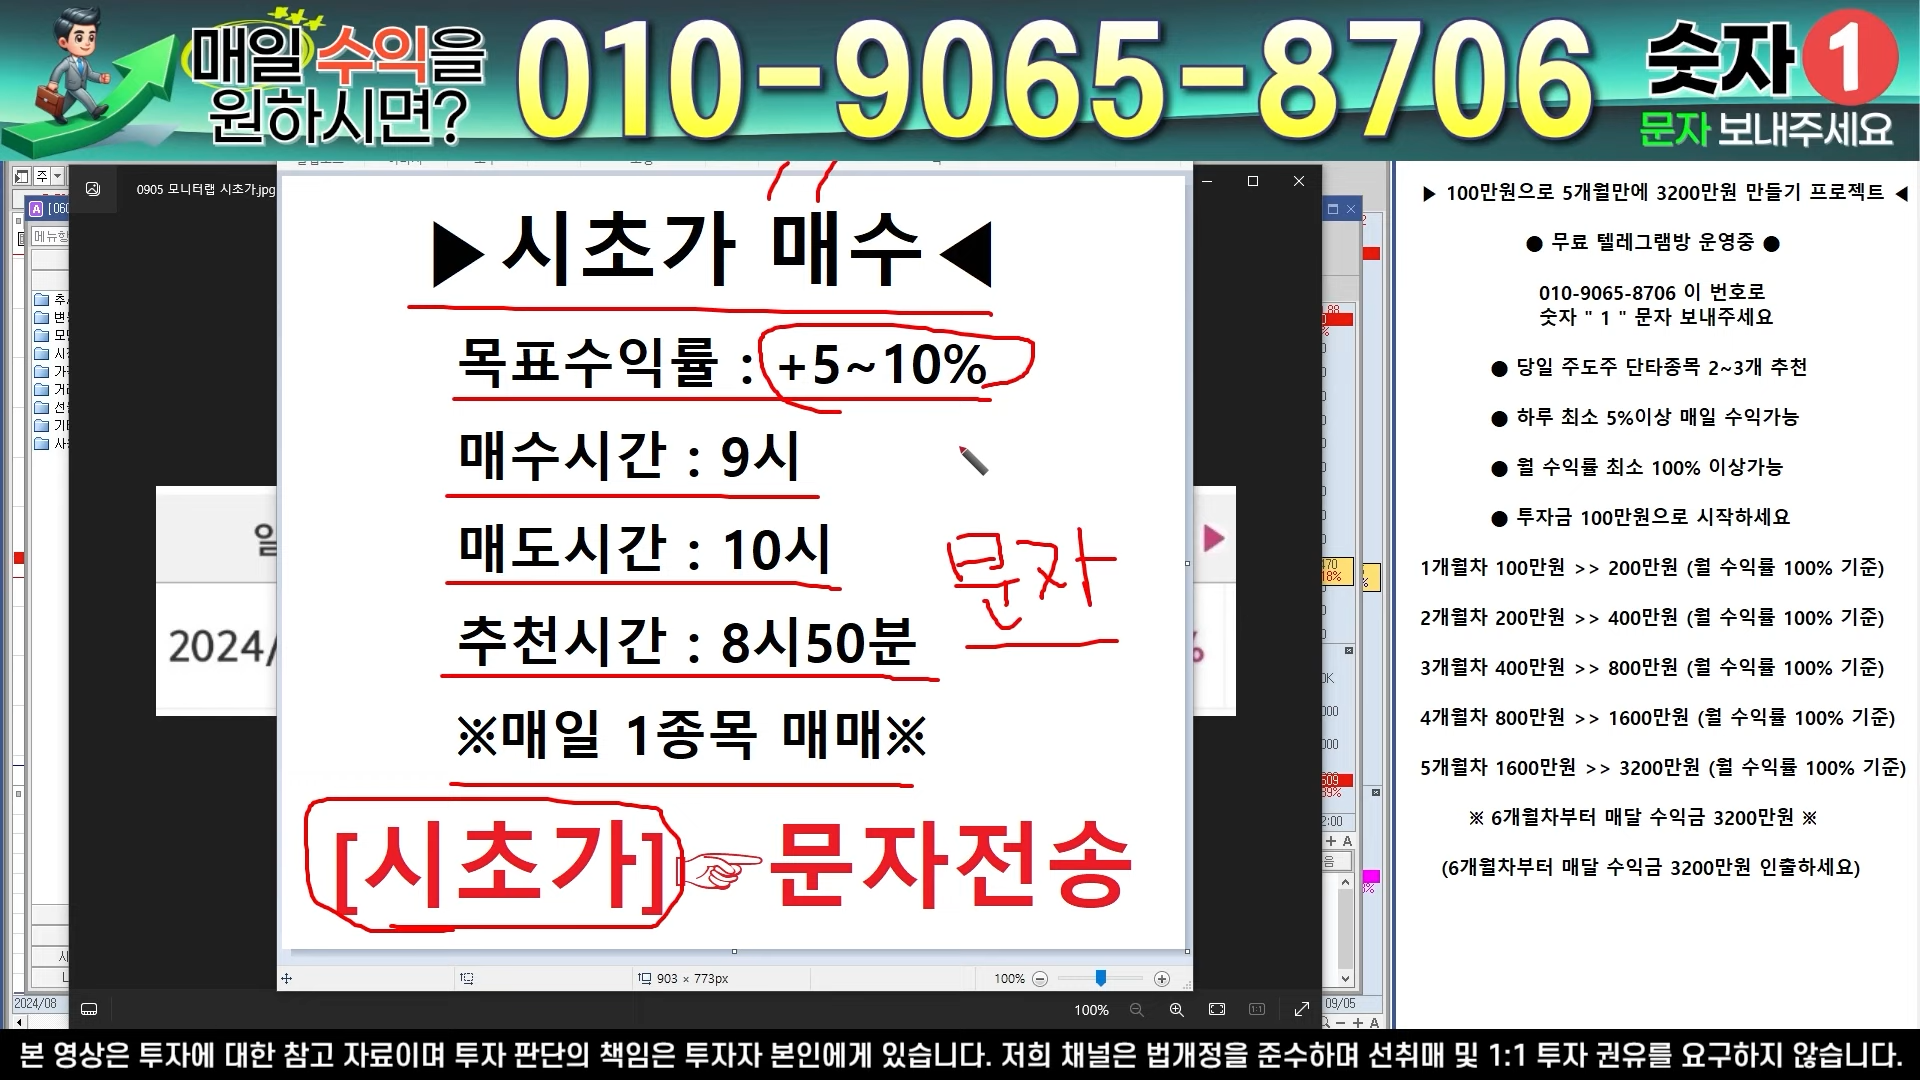 매일 수익을
원하시면?
010-9065-8706
숫자 1
문자 보내주세요
0905 모니터랩 시초가.jpg
▶시초가 매수◀
목표수익률 : +5~10%
매수시간 : 9시
매도시간 : 10시
문자
추천시간 : 8시50분
※매일 1종목 매매※
[시초가]☞문자전송
2024/
903 × 773px
100%
100%
2024/08
09/05
▶ 100만원으로 5개월만에 3200만원 만들기 프로젝트 ◀
● 무료 텔레그램방 운영중 ●
010-9065-8706 이 번호로
숫자 " 1 " 문자 보내주세요
● 당일 주도주 단타종목 2~3개 추천
● 하루 최소 5%이상 매일 수익가능
● 월 수익률 최소 100% 이상가능
● 투자금 100만원으로 시작하세요
1개월차 100만원 >> 200만원 (월 수익률 100% 기준)
2개월차 200만원 >> 400만원 (월 수익률 100% 기준)
3개월차 400만원 >> 800만원 (월 수익률 100% 기준)
4개월차 800만원 >> 1600만원 (월 수익률 100% 기준)
5개월차 1600만원 >> 3200만원 (월 수익률 100% 기준)
※ 6개월차부터 매달 수익금 3200만원 ※
(6개월차부터 매달 수익금 3200만원 인출하세요)
본 영상은 투자에 대한 참고 자료이며 투자 판단의 책임은 투자자 본인에게 있습니다. 저희 채널은 법개정을 준수하며 선취매 및 1:1 투자 권유를 요구하지 않습니다.